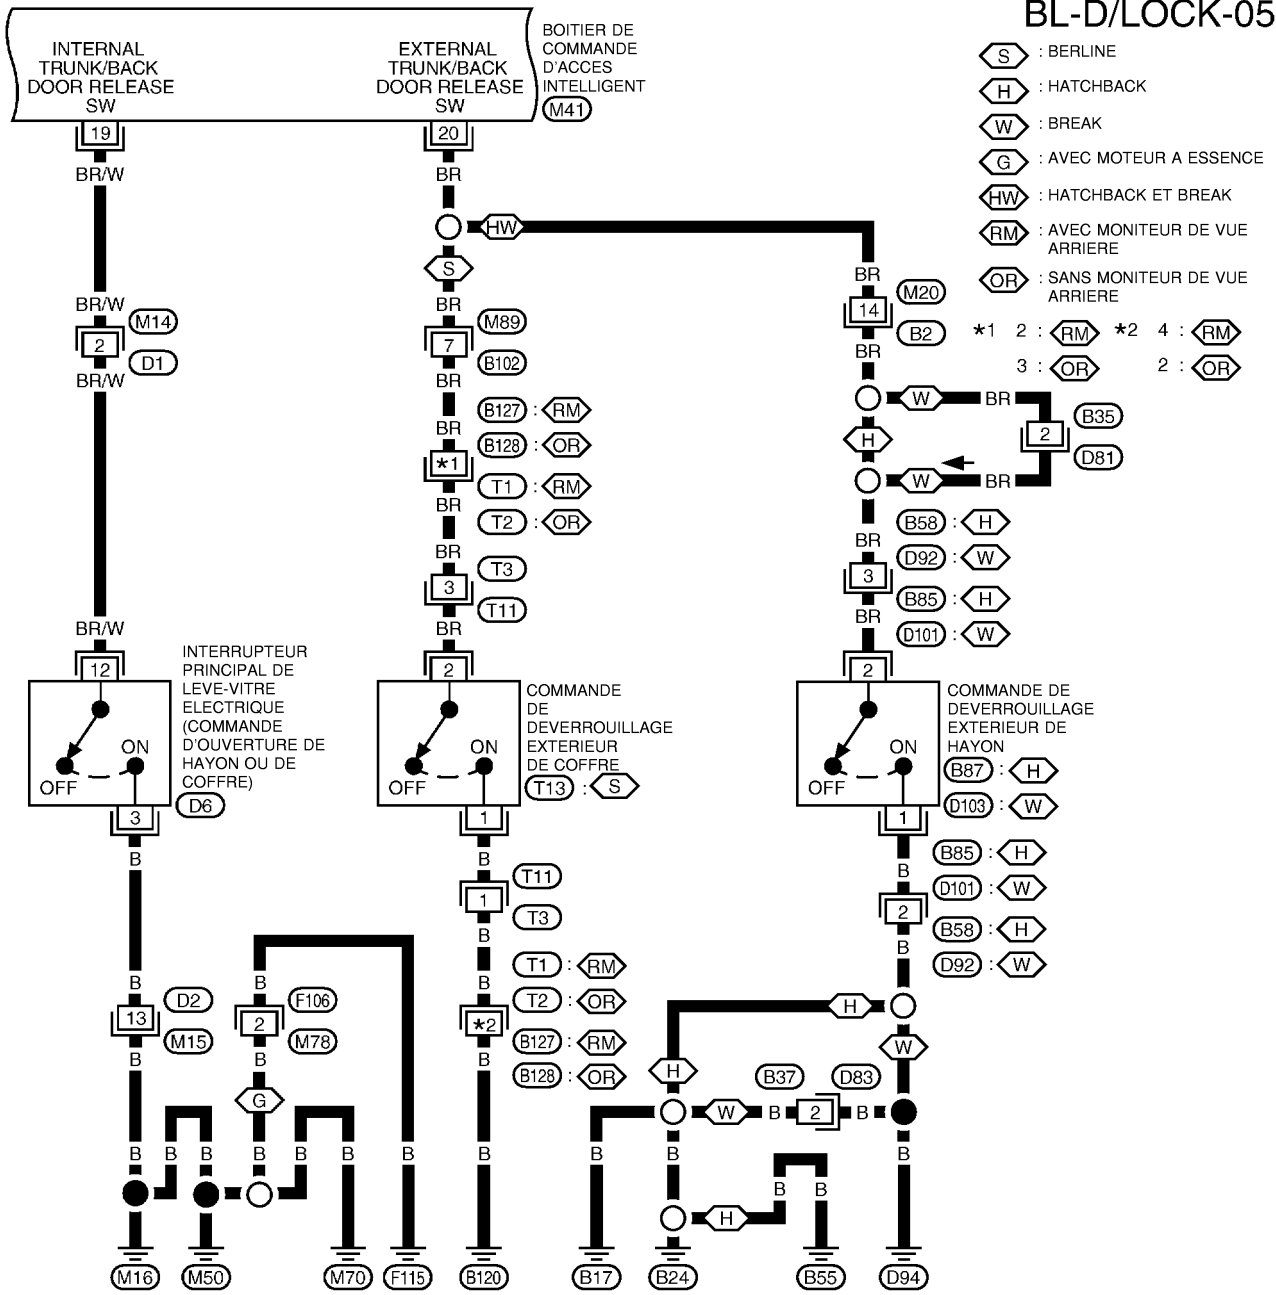 BL-D/LOCK-05
INTERNAL
TRUNK/BACK
DOOR RELEASE
SW
EXTERNAL
TRUNK/BACK
DOOR RELEASE
SW
BOITIER DE
COMMANDE
D'ACCES
INTELLIGENT
M41
S : BERLINE
H : HATCHBACK
W : BREAK
G : AVEC MOTEUR A ESSENCE
HW : HATCHBACK ET BREAK
RM : AVEC MONITEUR DE VUE
ARRIERE
OR : SANS MONITEUR DE VUE
ARRIERE
*1 2 : RM *2 4 : RM
3 : OR 2 : OR
19
BR/W
BR/W
2
M14
D1
BR/W
BR/W
12
INTERRUPTEUR
PRINCIPAL DE
LEVE-VITRE
ELECTRIQUE
(COMMANDE
D'OUVERTURE DE
HAYON OU DE
COFFRE)
D6
OFF
ON
3
B
B
13
D2
M15
B
B
B
B
M16
M50
B
2
F106
M78
B
G
B
B
B
M70
B
F115
20
BR
HW
S
BR
7
M89
B102
BR
B127 : RM
B128 : OR
BR
*1
T1 : RM
T2 : OR
BR
BR
3
T3
T11
BR
2
COMMANDE
DE
DEVERROUILLAGE
EXTERIEUR
DE COFFRE
T13 : S
OFF
ON
1
B
1
T11
T3
B
B
T1 : RM
T2 : OR
*2
B127 : RM
B128 : OR
B
B
B120
BR
14
M20
B2
BR
W BR
H
2
B35
D81
W BR
BR
3
B58 : H
D92 : W
B85 : H
D101 : W
BR
2
COMMANDE DE
DEVERROUILLAGE
EXTERIEUR DE
HAYON
B87 : H
D103 : W
OFF
ON
1
B
2
B85 : H
D101 : W
B58 : H
D92 : W
B
H
W
H
B37
D83
W B 2 B
B
B
B
B
B
H
B17
B24
B55
D94